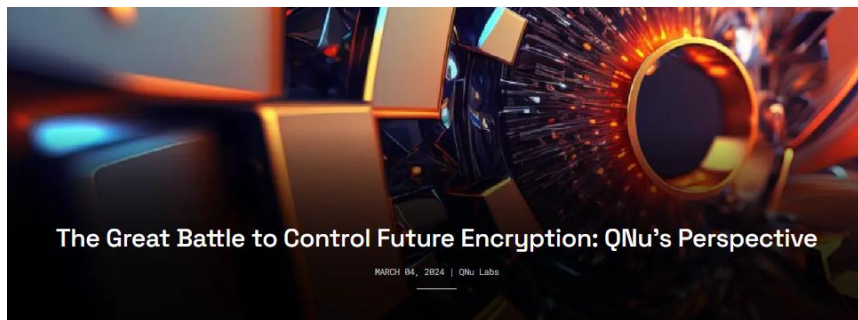 The Great Battle to Control Future Encryption: QNu's Perspective
MARCH 04, 2024 | QNu Labs